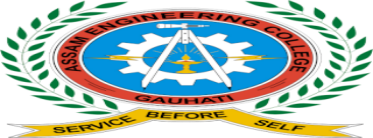 ASSAM ENGINEERING COLLEGE
GAUHATI
SERVICE BEFORE SELF